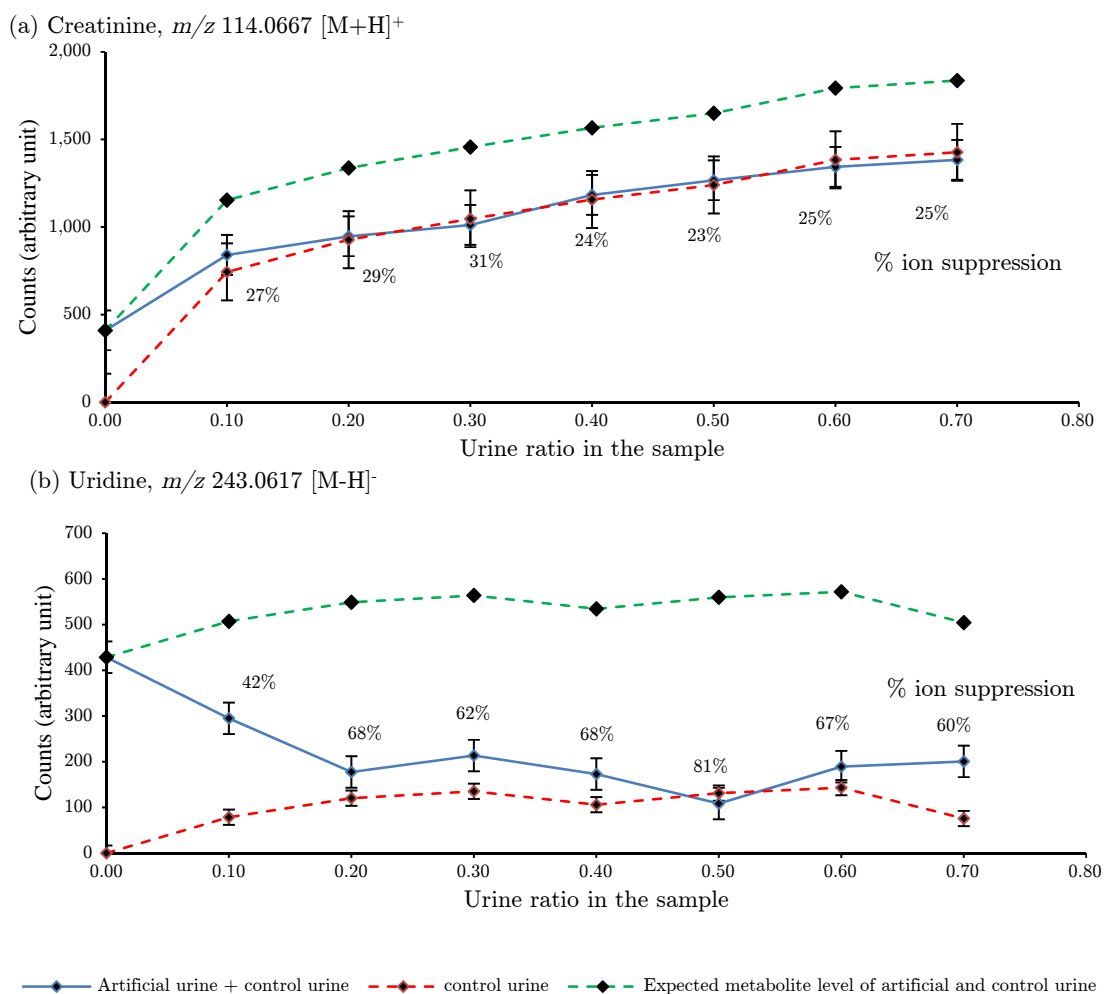 (a) Creatinine, m/z 114.0667 [M+H]+
2,000
1,500
1,000
500
0
Counts (arbitrary unit)
27%
29%
31%
24%
23%
25%
25%
% ion suppression
0.00 0.10 0.20 0.30 0.40 0.50 0.60 0.70 0.80
Urine ratio in the sample
(b) Uridine, m/z 243.0617 [M-H]-
700
600
500
400
300
200
100
0
Counts (arbitrary unit)
42%
68%
62%
68%
81%
67%
60%
% ion suppression
0.00 0.10 0.20 0.30 0.40 0.50 0.60 0.70 0.80
Urine ratio in the sample
Artificial urine + control urine control urine Expected metabolite level of artificial and control urine